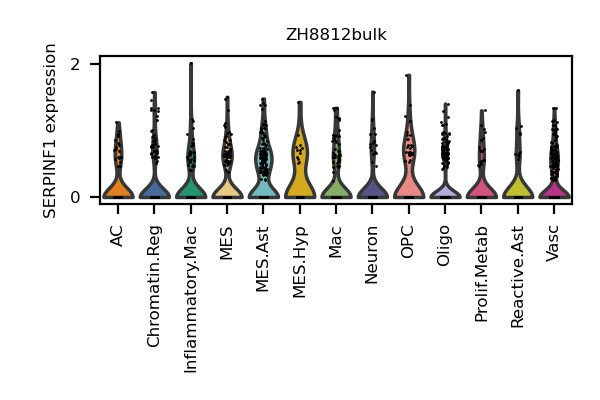 ZH8812bulk
SERPINF1 expression
2
0
AC
Chromatin.Reg
Inflammatory.Mac
MES
MES.Ast
MES.Hyp
Mac
Neuron
OPC
Oligo
Prolif.Metab
Reactive.Ast
Vasc